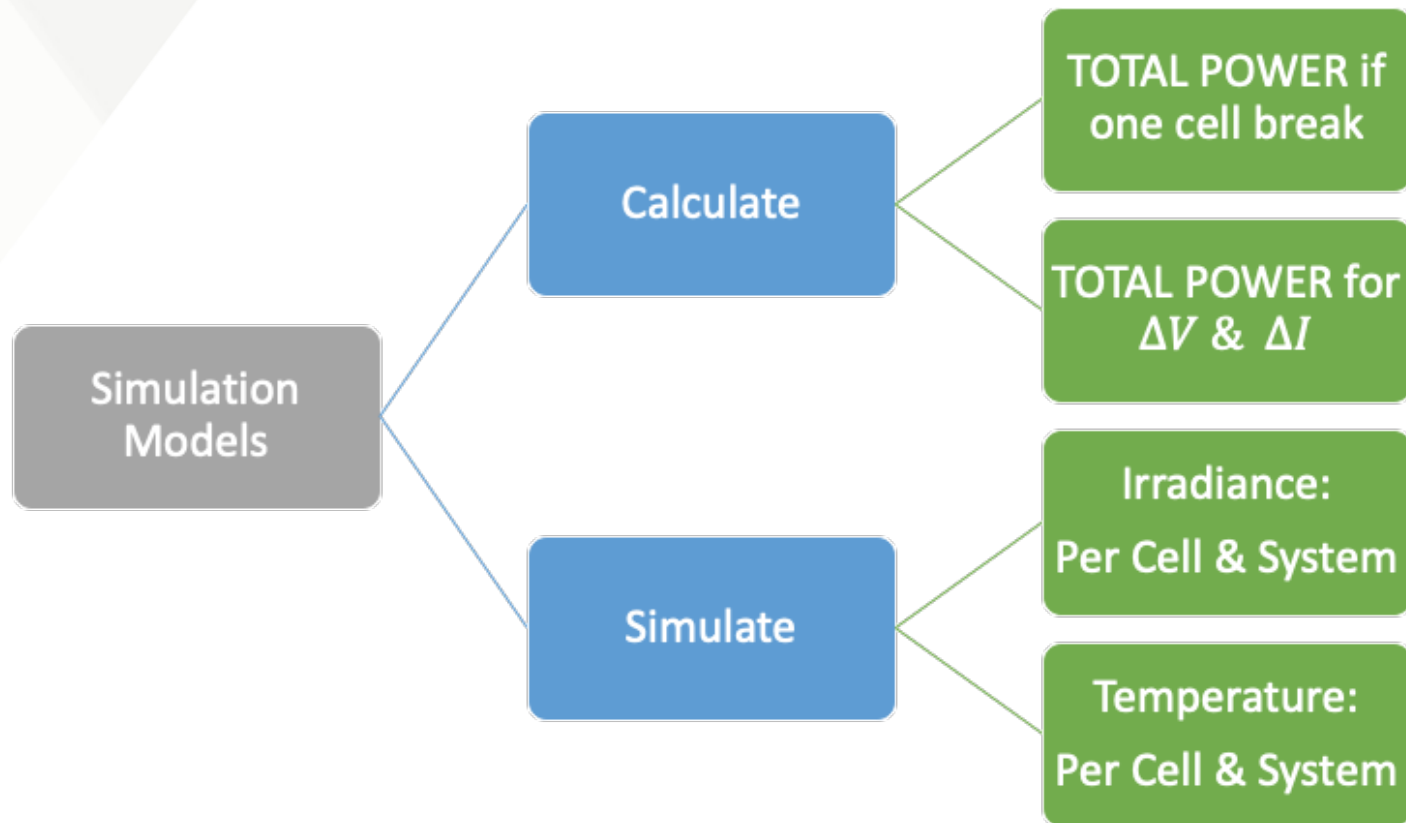 Simulation
Models
Calculate
TOTAL POWER if
one cell break
TOTAL POWER for
ΔV & ΔI
Simulate
Irradiance:
Per Cell & System
Temperature:
Per Cell & System